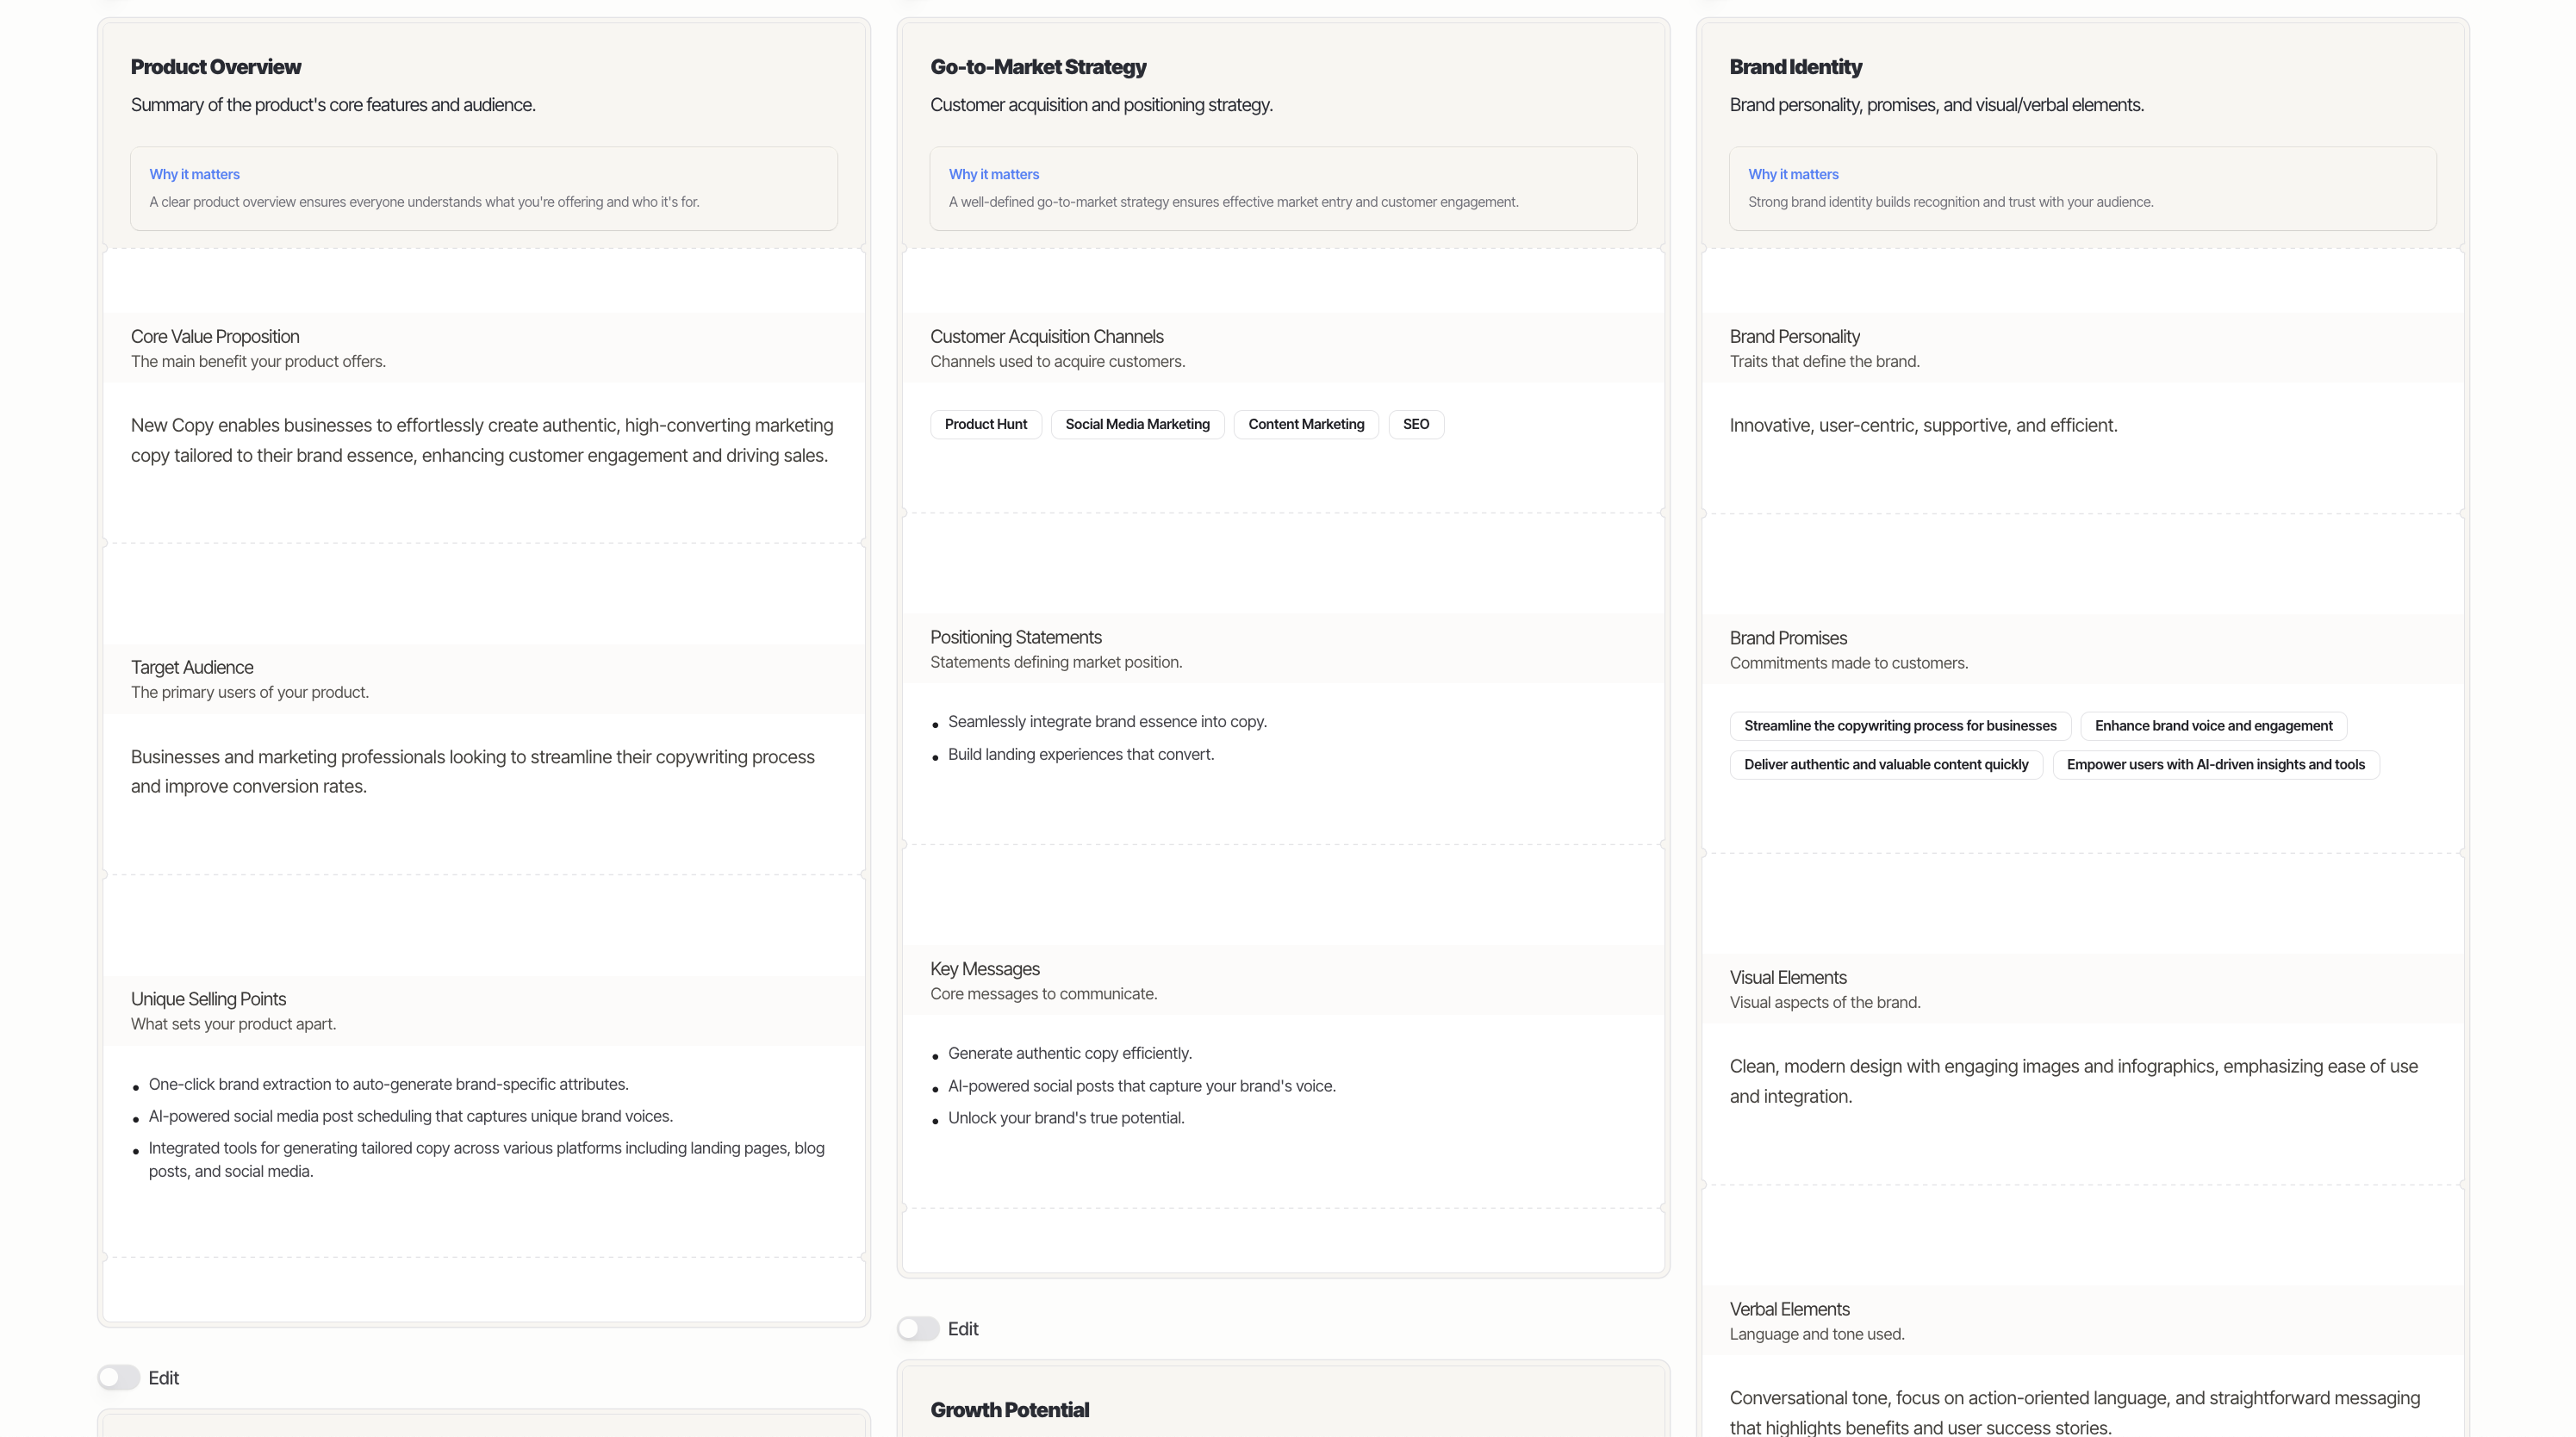 Product Overview
Summary of the product's core features and audience.
Why it matters
A clear product overview ensures everyone understands what you're offering and who it's for.
Core Value Proposition
The main benefit your product offers.
New Copy enables businesses to effortlessly create authentic, high-converting marketing
copy tailored to their brand essence, enhancing customer engagement and driving sales.
Target Audience
The primary users of your product.
Businesses and marketing professionals looking to streamline their copywriting process
and improve conversion rates.
Unique Selling Points
What sets your product apart.
One-click brand extraction to auto-generate brand-specific attributes.
AI-powered social media post scheduling that captures unique brand voices.
Integrated tools for generating tailored copy across various platforms including landing pages, blog
posts, and social media.
Edit
Go-to-Market Strategy
Customer acquisition and positioning strategy.
Why it matters
A well-defined go-to-market strategy ensures effective market entry and customer engagement.
Customer Acquisition Channels
Channels used to acquire customers.
Product Hunt Social Media Marketing Content Marketing SEO
Positioning Statements
Statements defining market position.
Seamlessly integrate brand essence into copy.
Build landing experiences that convert.
Key Messages
Core messages to communicate.
Generate authentic copy efficiently.
AI-powered social posts that capture your brand's voice.
Unlock your brand's true potential.
Edit
Growth Potential
Brand Identity
Brand personality, promises, and visual/verbal elements.
Why it matters
Strong brand identity builds recognition and trust with your audience.
Brand Personality
Traits that define the brand.
Innovative, user-centric, supportive, and efficient.
Brand Promises
Commitments made to customers.
Streamline the copywriting process for businesses Enhance brand voice and engagement
Deliver authentic and valuable content quickly Empower users with AI-driven insights and tools
Visual Elements
Visual aspects of the brand.
Clean, modern design with engaging images and infographics, emphasizing ease of use
and integration.
Verbal Elements
Language and tone used.
Conversational tone, focus on action-oriented language, and straightforward messaging
that highlights benefits and user success stories.